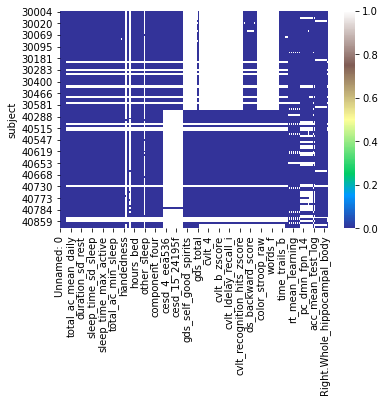 30004
30020
30069
30095
30181
30283
30400
30466
30581
40288
40515
40547
40619
40653
40668
40730
40773
40784
40859
subject
Unnamed: 0
total_ac_mean_daily
duration_sd_rest
sleep_time_sd_sleep
sleep_time_max_active
total_ac_min_sleep
handedness
hours_bed
other_sleep
component_four
cesd_4_eea536
cesd_15_24195f
gds_self_good_spirits
gds_total
cvlt_4
cvlt_b_zscore
cvlt_ldelay_recall_i
cvlt_recognition_hits_zscore
ds_backward_score
color_stroop_raw
words_f
time_trails_b
rt_mean_learning
pc_dmn_fpn_14
acc_mean_test_log
Right.Whole_hippocampal_body
1.0
0.8
0.6
0.4
0.2
0.0